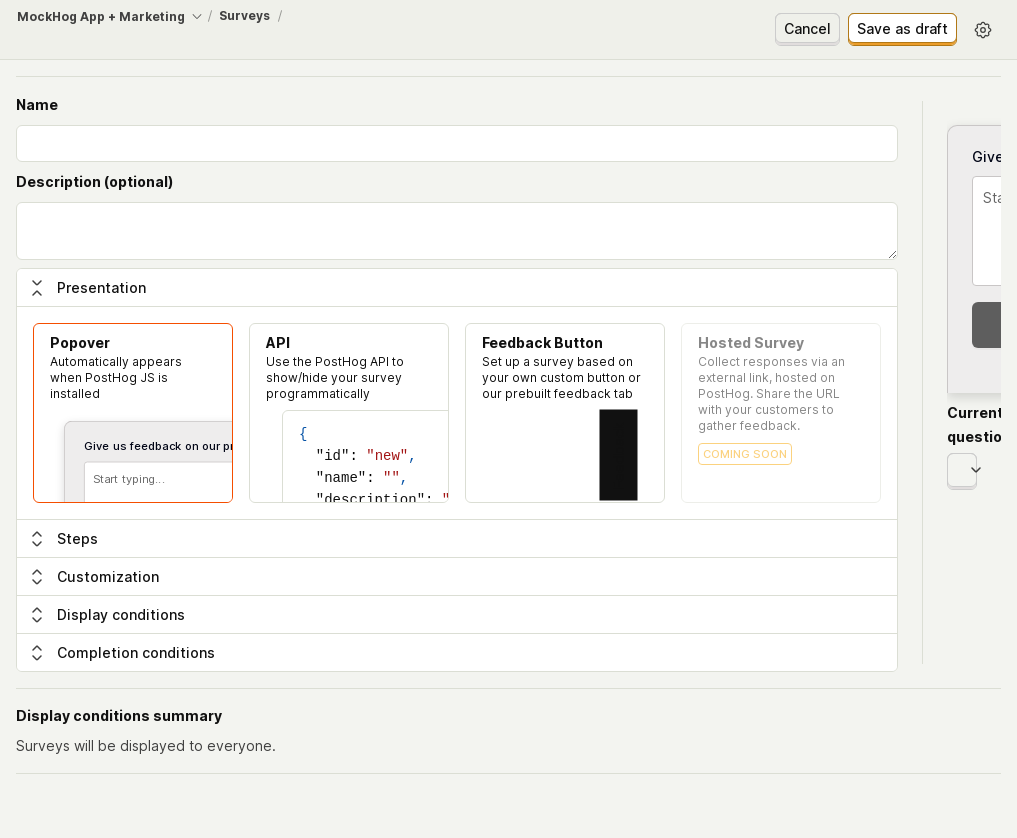 MockHog App + Marketing / Surveys /
Cancel
Save as draft
Name
Description (optional)
Presentation
Popover
Automatically appears
when PostHog JS is
installed
Give us feedback on our pr
Start typing...
API
Use the PostHog API to
show/hide your survey
programmatically
{
"id": "new",
"name": "",
"description": "
Feedback Button
Set up a survey based on
your own custom button or
our prebuilt feedback tab
Hosted Survey
Collect responses via an
external link, hosted on
PostHog. Share the URL
with your customers to
gather feedback.
COMING SOON
Steps
Customization
Display conditions
Completion conditions
Give
Sta
Current
questio
Display conditions summary
Surveys will be displayed to everyone.